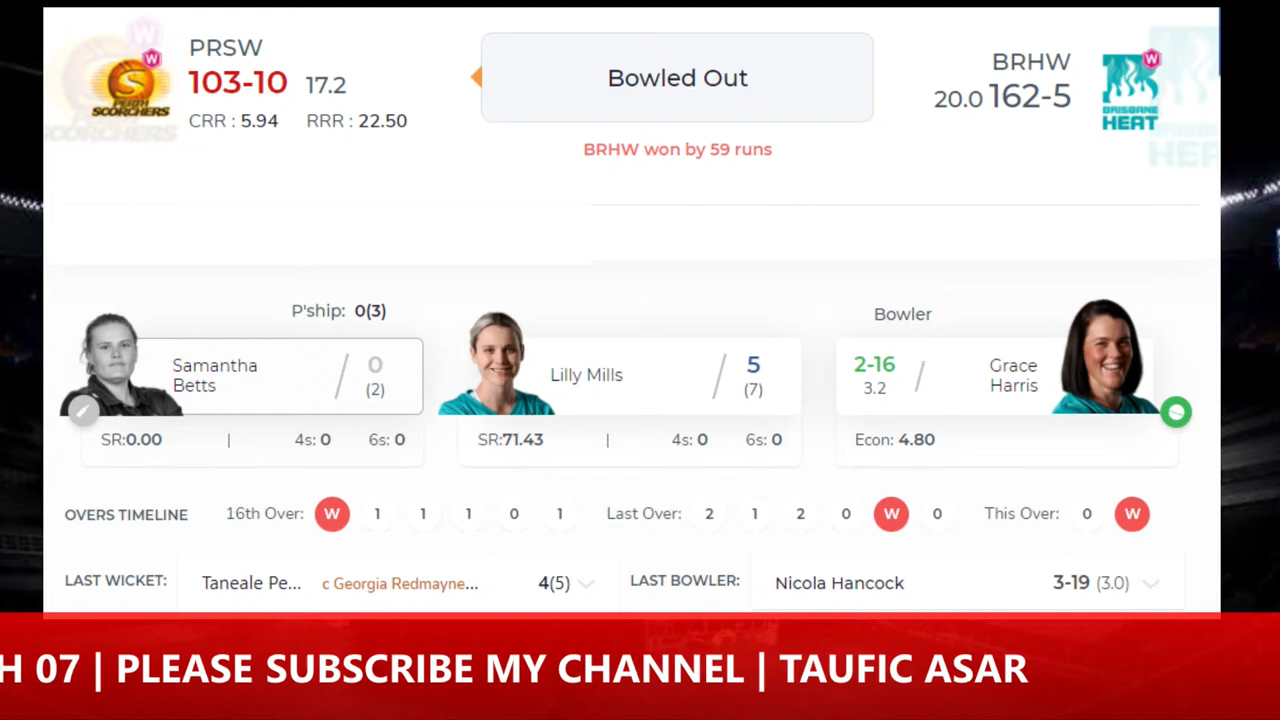 PRSW
103-10 17.2
CRR : 5.94 RRR : 22.50
W
PERTH
SCORCHERS
Bowled Out
BRHW won by 59 runs
BRHW
20.0 162-5
W
BRISBANE
HEAT
P'ship: 0(3)
Samantha
Betts
0
(2)
SR:0.00 | 4s: 0 6s: 0
Lilly Mills
5
(7)
SR:71.43 | 4s: 0 6s: 0
Bowler
2-16
3.2
Grace
Harris
Econ: 4.80
OVERS TIMELINE 16th Over: W 1 1 1 0 1 Last Over: 2 1 2 0 W 0 This Over: 0 W
LAST WICKET: Taneale Pe... c Georgia Redmayne... 4(5) LAST BOWLER: Nicola Hancock 3-19 (3.0)
H 07 | PLEASE SUBSCRIBE MY CHANNEL | TAUFIC ASAR